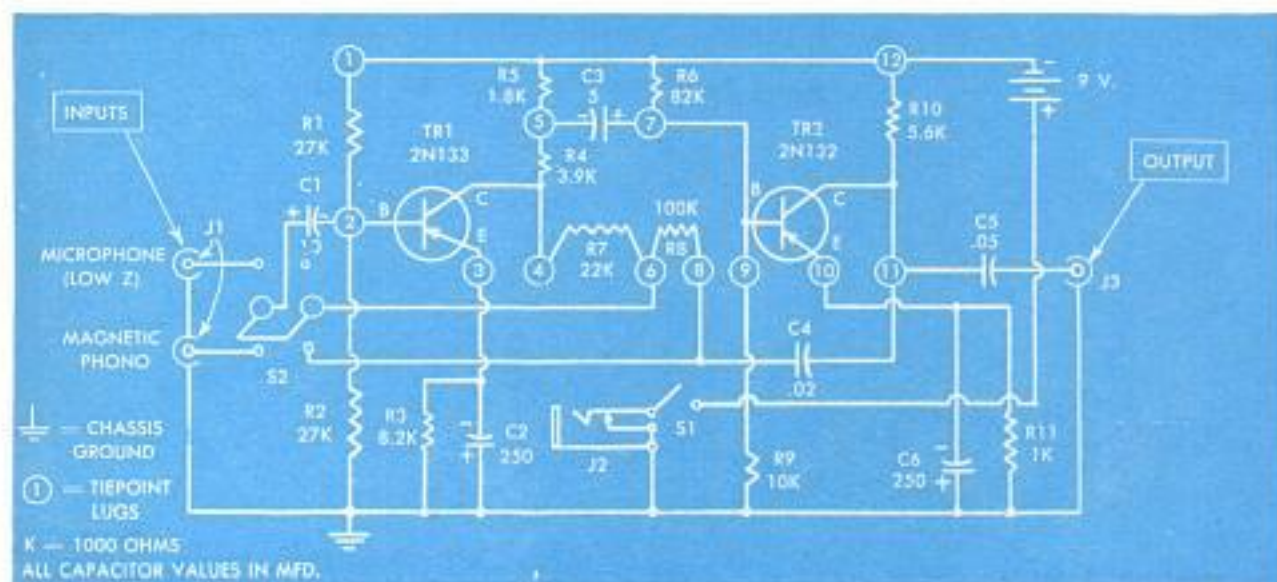 1
12
-
9 V.
+
INPUTS
R1
27K
R5
1.8K
C3
5
- +
R6
82K
5
7
R10
5.6K
TR1
2N133
R4
3.9K
TR2
2N132
OUTPUT
C1
+ -
2
B
C
E
100K
R8
B
C
E
C5
.05
J1
MICROPHONE
(LOW Z)
3
4
R7
22K
6
8
9
10
11
J3
MAGNETIC
PHONO
S2
C4
.02
R2
27K
R3
8.2K
-
+
C2
250
J2
S1
R9
10K
C6
250
-
+
R11
1K
— CHASSIS
GROUND
1 — TIEPOINT
LUGS
K — 1000 OHMS
ALL CAPACITOR VALUES IN MFD.